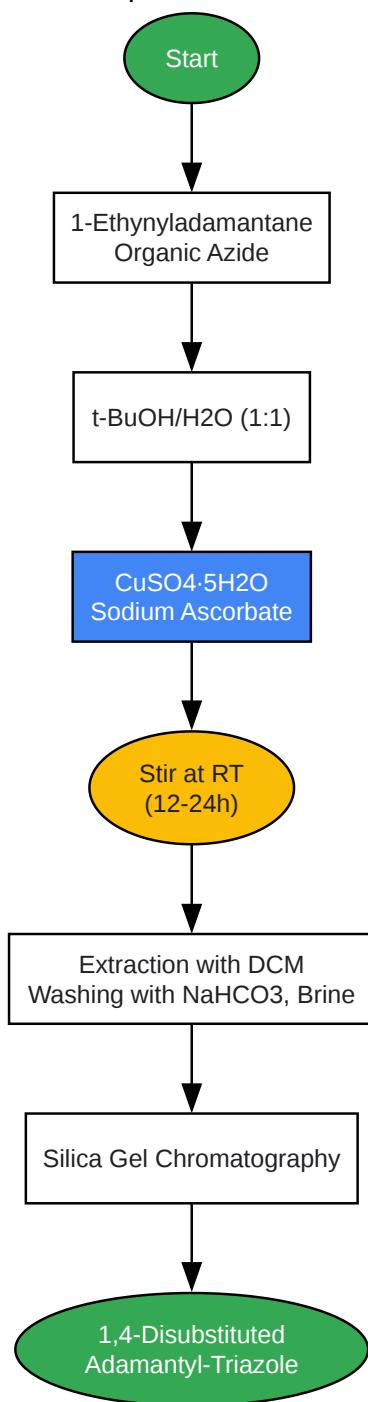 Start
1-Ethynyladamantane
Organic Azide
t-BuOH/H2O (1:1)
CuSO4·5H2O
Sodium Ascorbate
Stir at RT
(12-24h)
Extraction with DCM
Washing with NaHCO3, Brine
Silica Gel Chromatography
1,4-Disubstituted
Adamantyl-Triazole